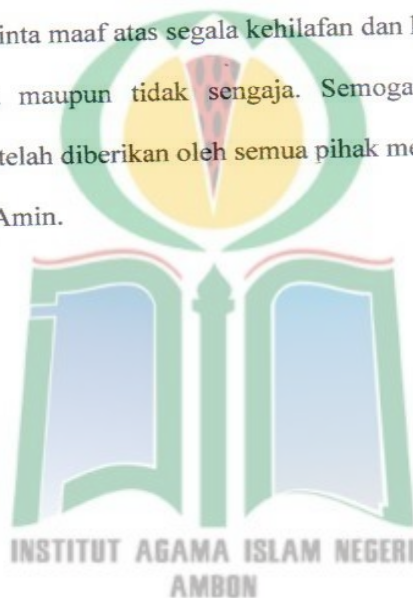 inta maaf atas segala kehilafan dan
maupun tidak sengaja. Semoga
telah diberikan oleh semua pihak me
Amin.
INSTITUT AGAMA ISLAM NEGERI
AMBON